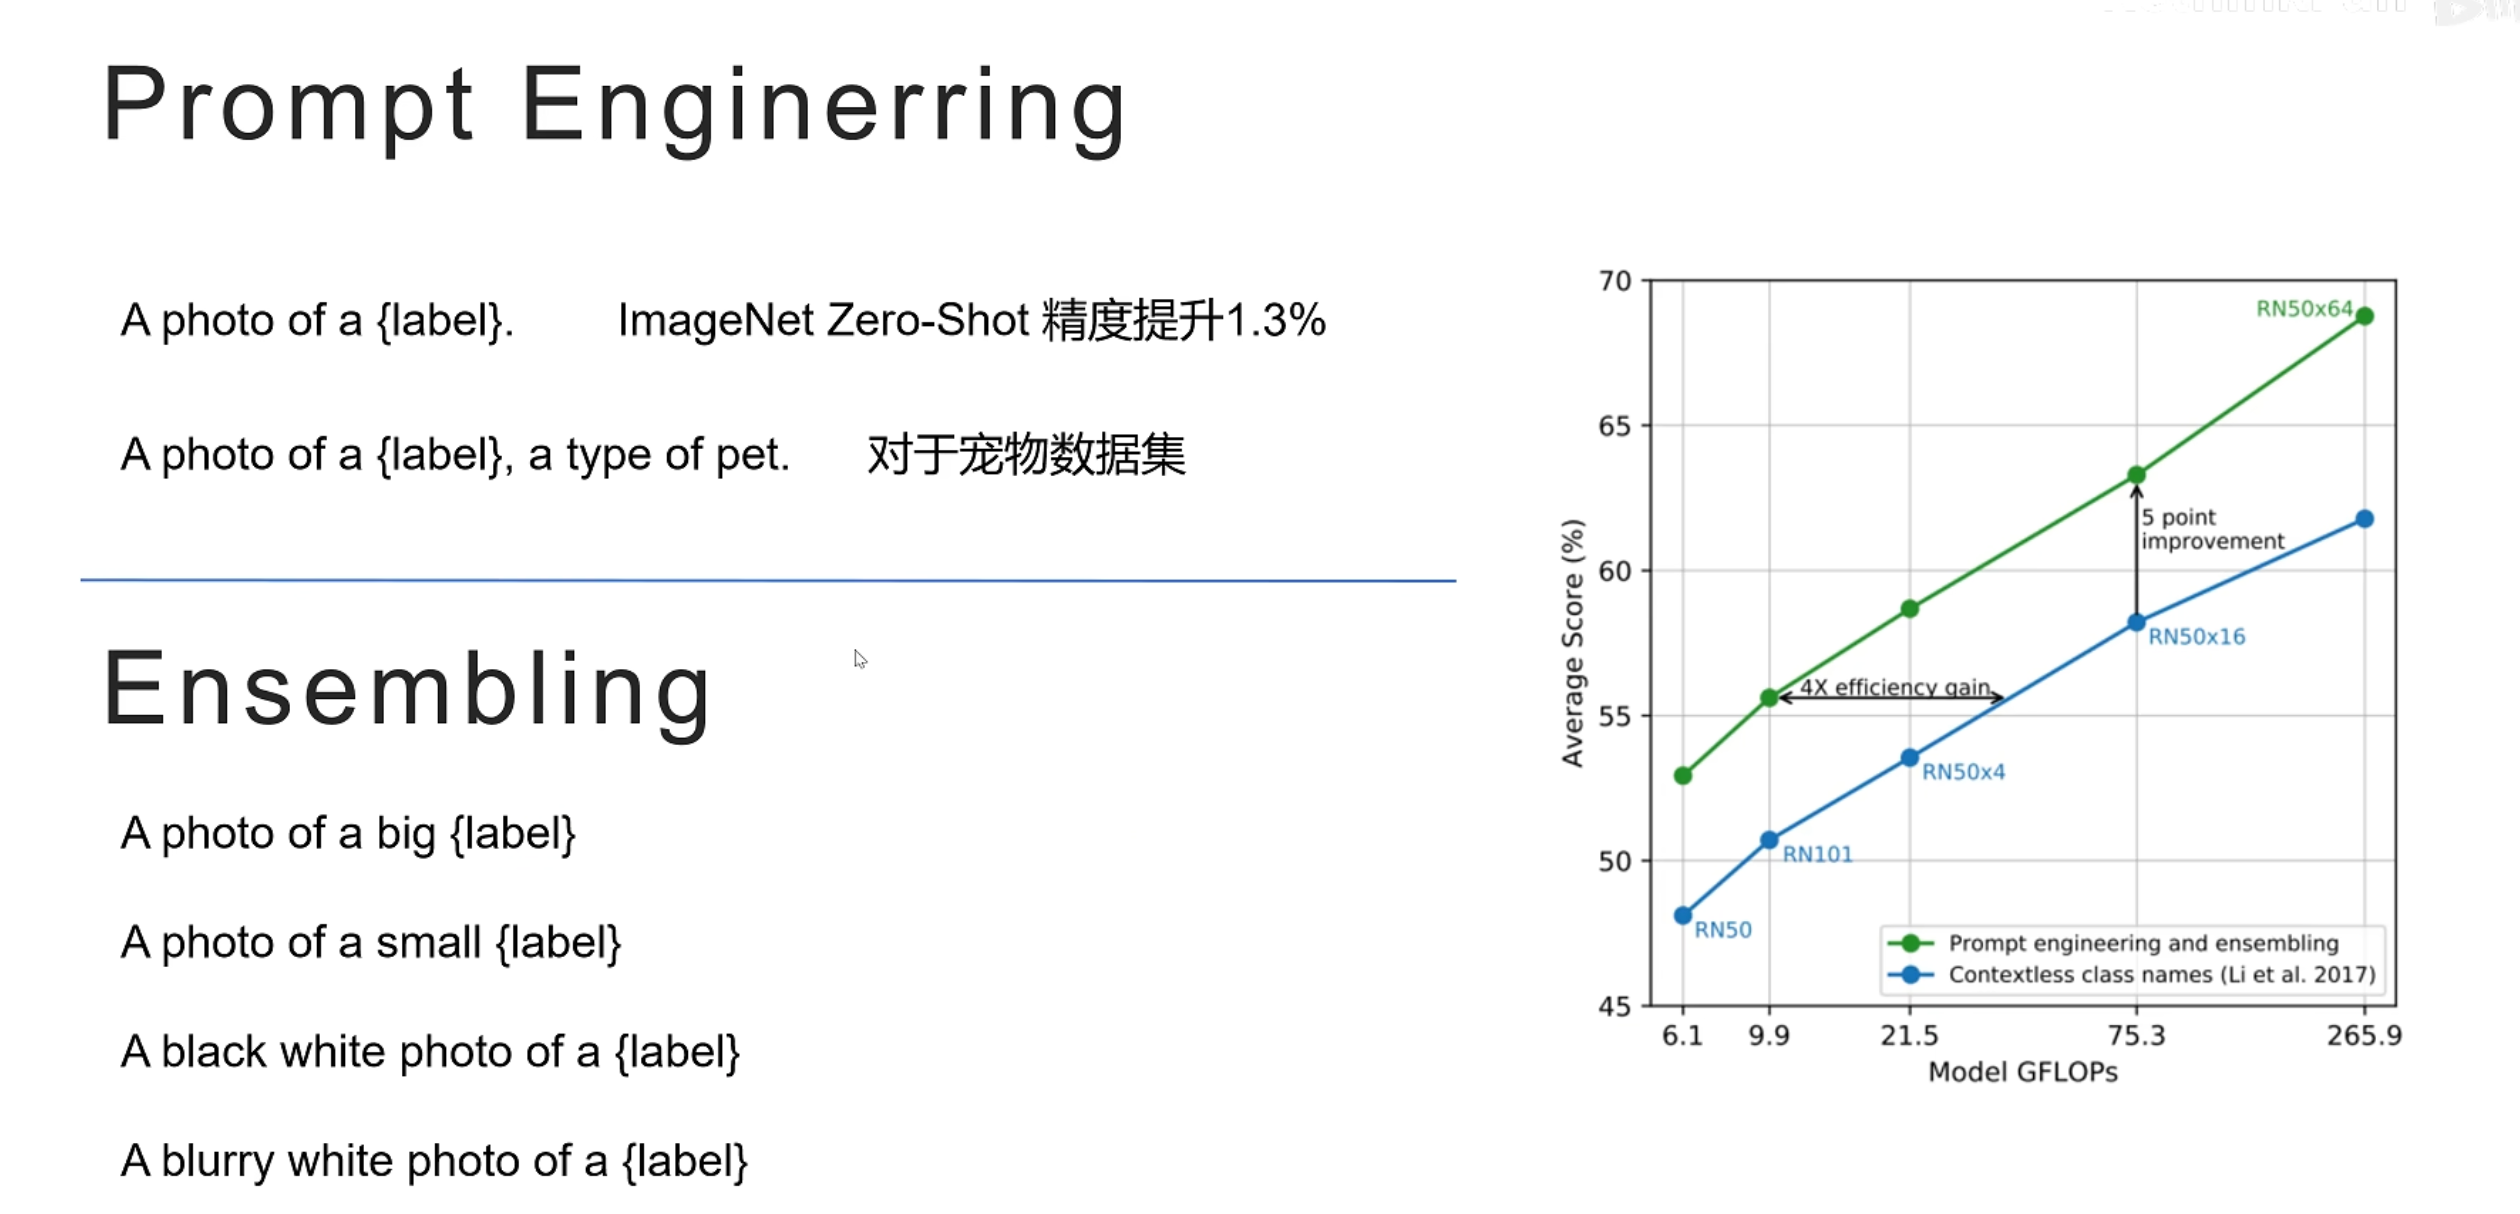 Prompt Enginerring
A photo of a {label}. ImageNet Zero-Shot 精度提升1.3%
A photo of a {label}, a type of pet. 对于宠物数据集
Ensembling
A photo of a big {label}
A photo of a small {label}
A black white photo of a {label}
A blurry white photo of a {label}
70
65
60
55
50
45
Average Score (%)
RN50x64
5 point
improvement
RN50x16
4X efficiency gain
RN50x4
RN101
RN50
Prompt engineering and ensembling
Contextless class names (Li et al. 2017)
6.1 9.9 21.5 75.3 265.9
Model GFLOPs